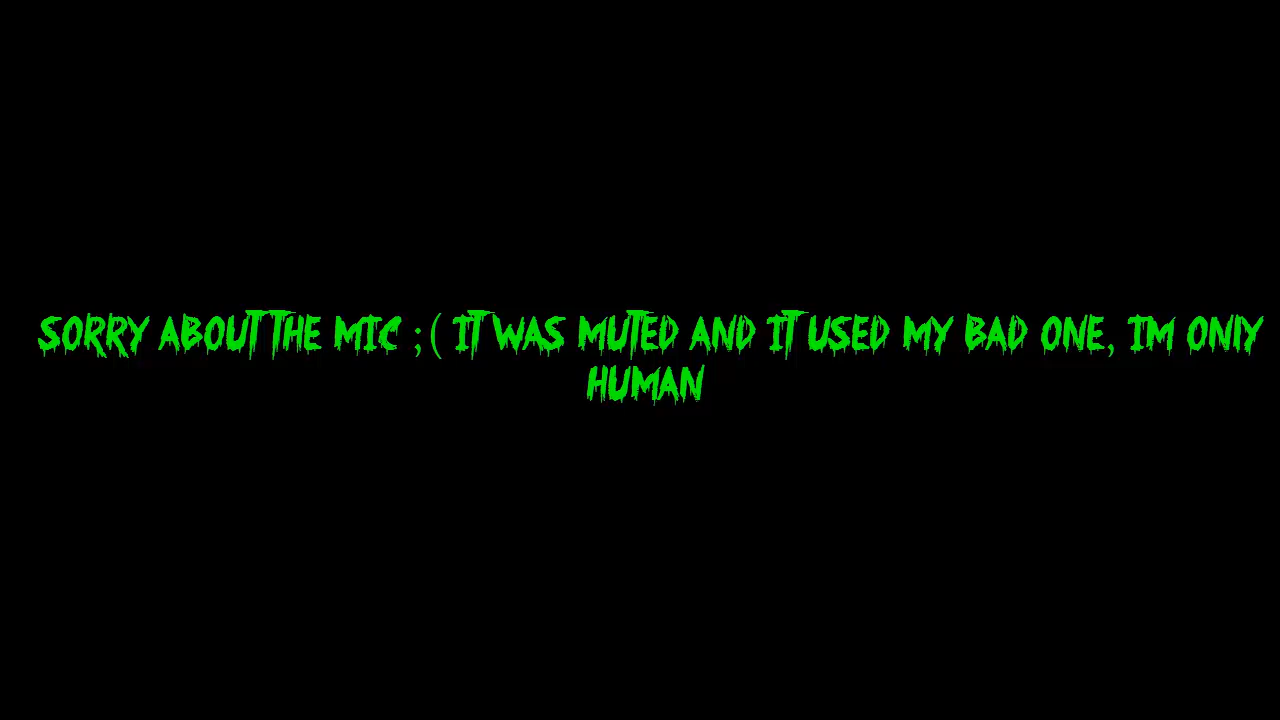 SORRY ABOUT THE MIC ;( IT WAS MUTED AND IT USED MY BAD ONE, IM ONlY
HUMAN